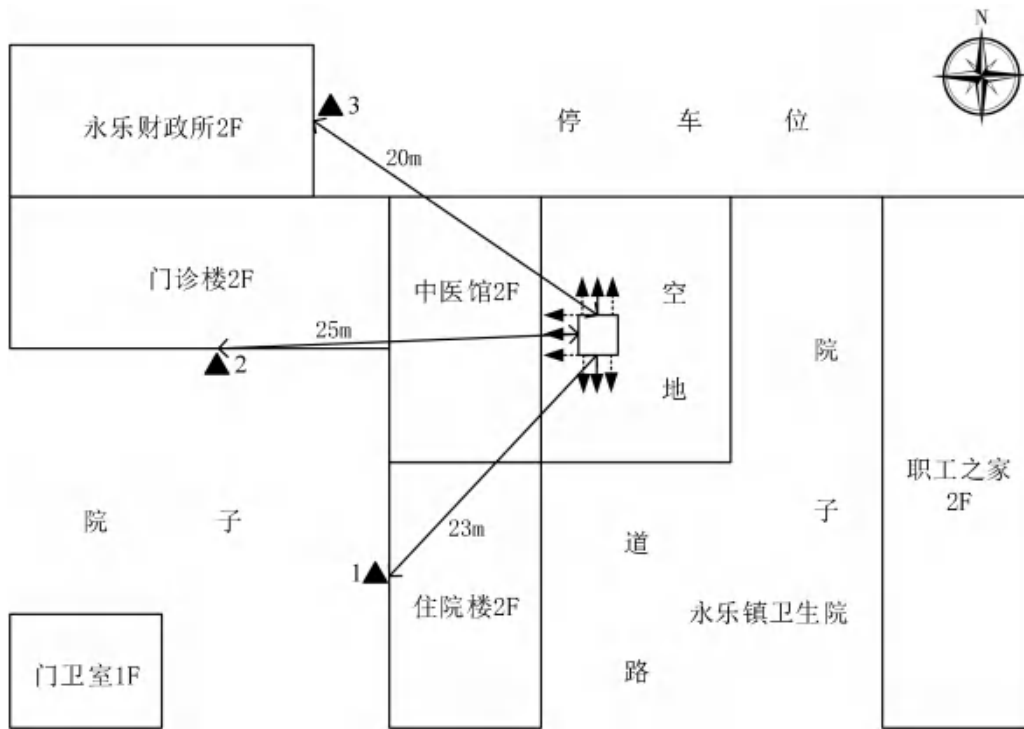 N
3
永乐财政所2F
停 车 位
20m
门诊楼2F
中医馆2F
空
地
25m
2
院
子
职工之家
2F
院 子
23m
道
路
1
住院楼2F
永乐镇卫生院
门卫室1F